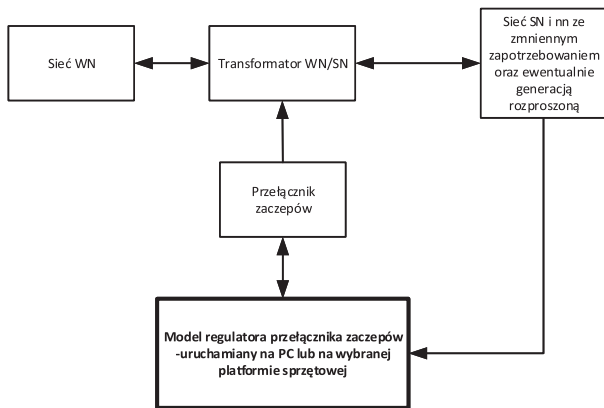 Sieć WN
Transformator WN/SN
Sieć SN i nn ze
zmniennym
zapotrzebowaniem
oraz ewentualnie
generacją
rozproszoną
Przełącznik
zaczepów
Model regulatora przełącznika zaczepów
-uruchamiany na PC lub na wybranej
platformie sprzętowej